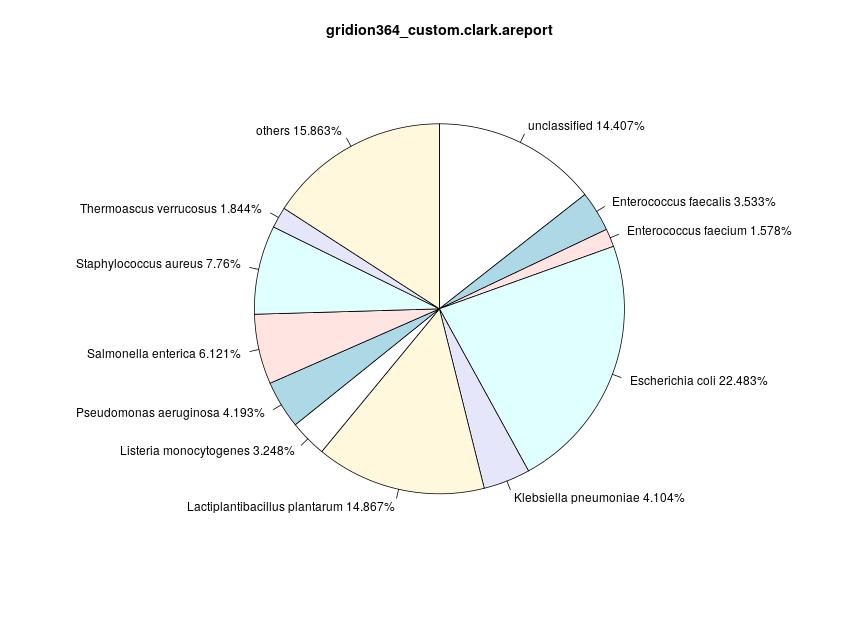 gridion364_custom.clark.areport
unclassified 14.407%
others 15.863%
Enterococcus faecalis 3.533%
Thermoascus verrucosus 1.844%
Enterococcus faecium 1.578%
Staphylococcus aureus 7.76%
Salmonella enterica 6.121%
Escherichia coli 22.483%
Pseudomonas aeruginosa 4.193%
Listeria monocytogenes 3.248%
Klebsiella pneumoniae 4.104%
Lactiplantibacillus plantarum 14.867%